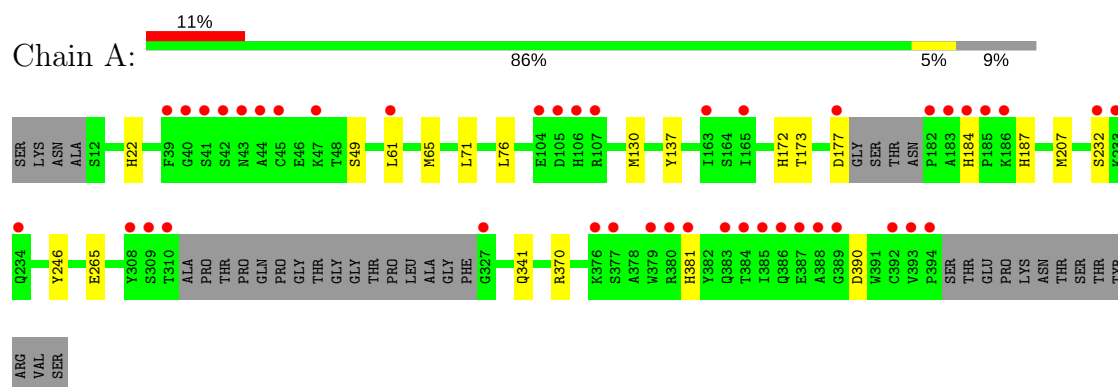 11%
Chain A:
86% 5% 9%
SER LYS ASN ALA S12 H22 F39 G40 S41 S42 N43 A44 C45 E46 K47 T48 S49 L61 M65 L71 L76 E104 D105 H106 R107 M130 Y137 I163 S164 I165 H172 T173 D177 GLY SER THR ASN P182 A183 H184 P185 K186 H187 M207 S232
Q234 Y246 E265 Y308 S309 T310 ALA PRO THR PRO GLN PRO GLY THR GLY GLY THR PRO LEU ALA GLY PHE G327 Q341 R370 K376 S377 A378 W379 R380 H381 Y382 Q383 T384 I385 Q386 E387 A388 G389 D390 W391 C392 V393 P394 SER THR GLU PRO LYS ASN THR SER THR
ARG VAL SER